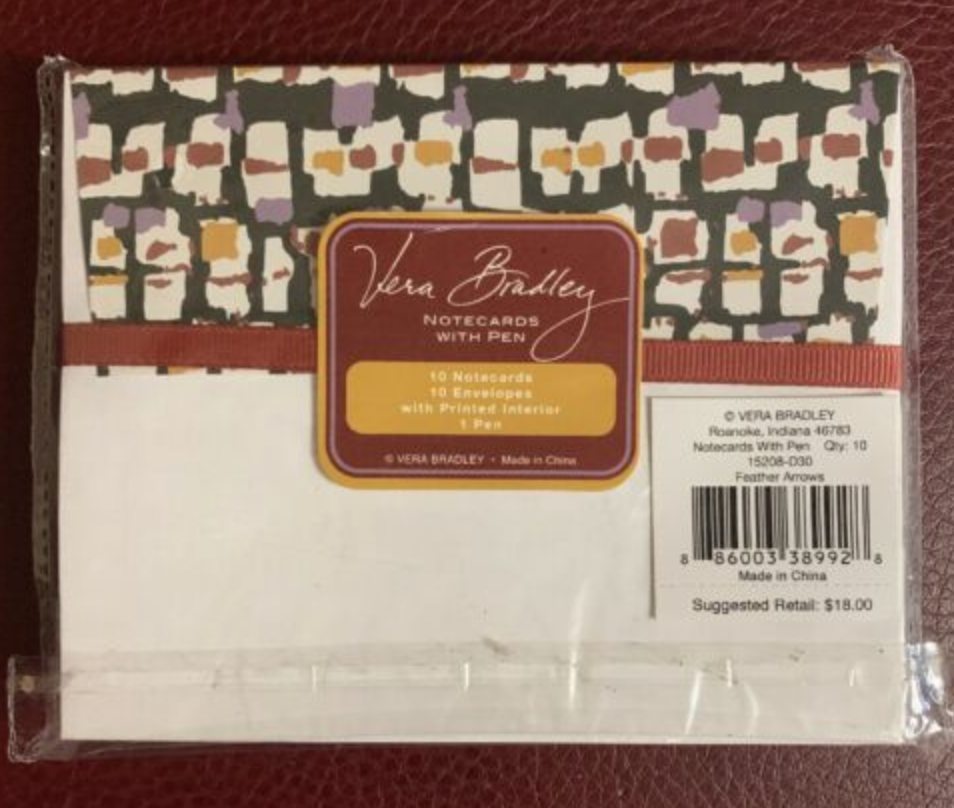 Vera Bradley
NOTECARDS
WITH PEN
10 Notecards
10 Envelopes
with Printed Interior
1 Pen
© VERA BRADLEY • Made in China
© VERA BRADLEY
Roanoke, Indiana 46783
Notecards With Pen Qty: 10
15208-D30
Feather Arrows
8 86003 38992 8
Made in China
Suggested Retail: $18.00